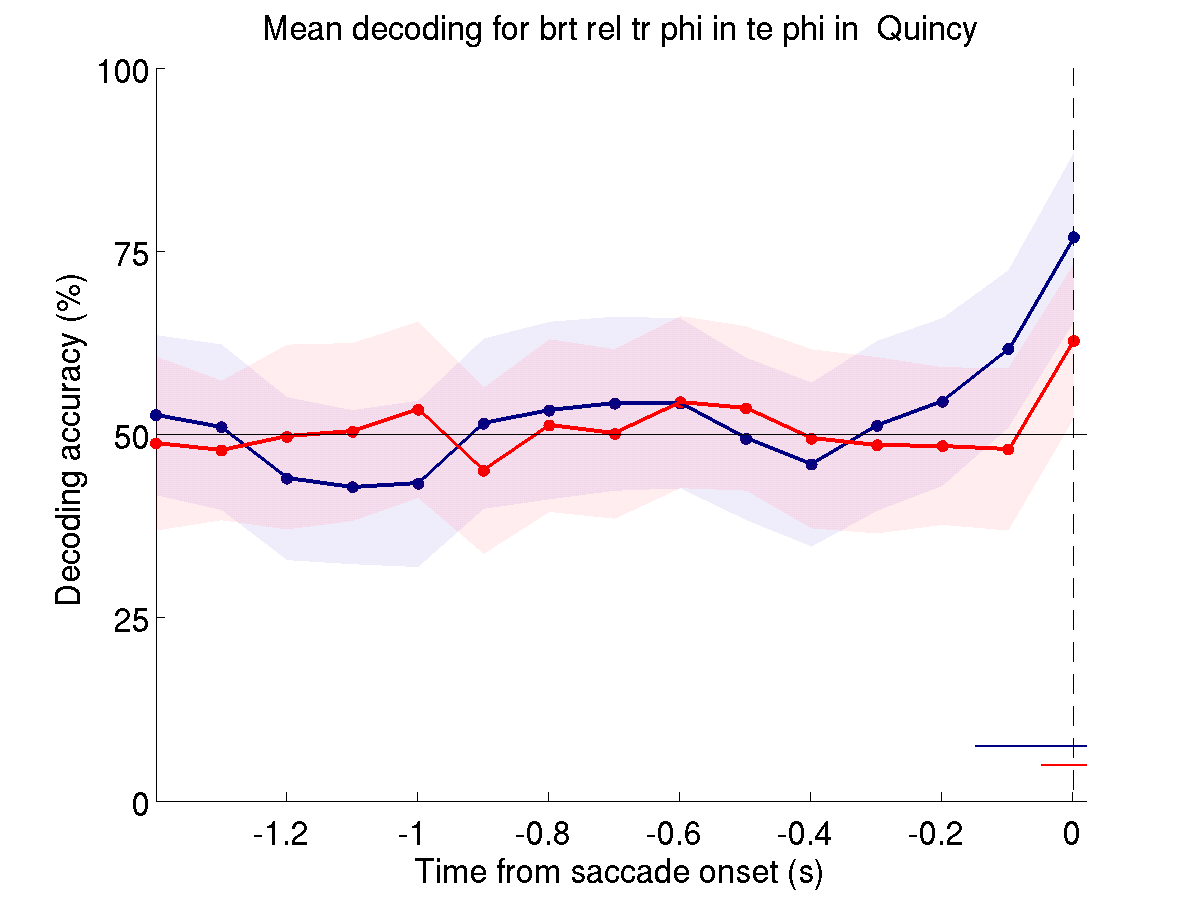 Mean decoding for brt rel tr phi in te phi in  Quincy
100
75
50
25
0
Decoding accuracy (%)
-1.2 -1 -0.8 -0.6 -0.4 -0.2 0
Time from saccade onset (s)